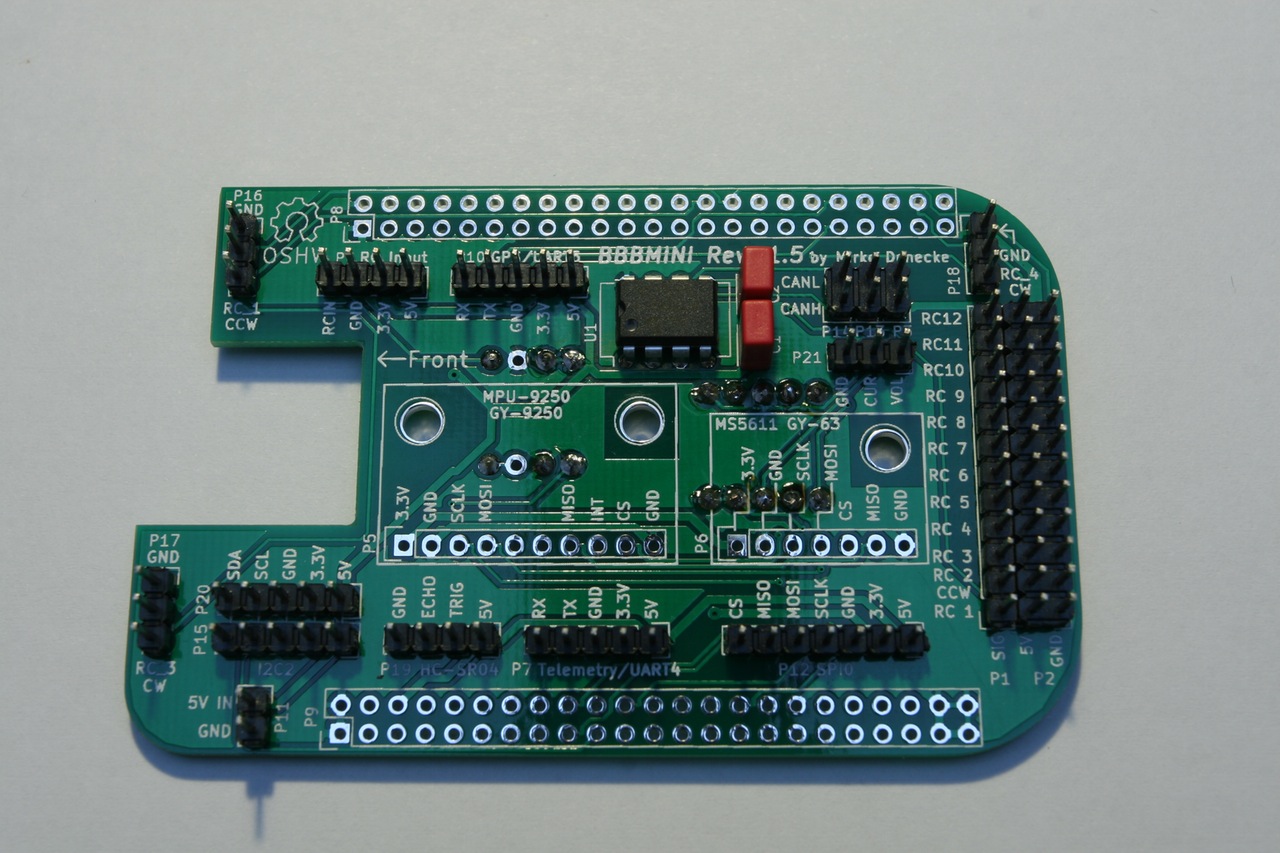 P16
GND
OSHW
RC 1
CCW
P8
Input
RCIN
GND
3.3V
5V
RX
TX
GND
3.3V
5V
BBBMINI Rev 1.5 by Mirko Denecke
U1
CANL
CANH
P21
GND
CUR
VOL
P18
GND
RC 4
CW
←Front
MPU-9250
GY-9250
P5
3.3V
GND
SCLK
MOSI
MISO
INT
CS
GND
MS5611 GY-63
3.3V
GND
SCLK
MOSI
P6
CS
MISO
GND
RC12
RC11
RC10
RC 9
RC 8
RC 7
RC 6
RC 5
RC 4
RC 3
RC 2
CCW
RC 1
SIG
5V
GND
P1
P2
P17
GND
RC 3
CW
P20
SDA
SCL
GND
3.3V
5V
P15
I2C2
GND
ECHO
TRIG
5V
P19 HC-SR04
RX
TX
GND
3.3V
5V
P7 Telemetry/UART4
CS
MISO
MOSI
SCLK
GND
3.3V
5V
P12 SPI0
5V IN
GND
P11
P9